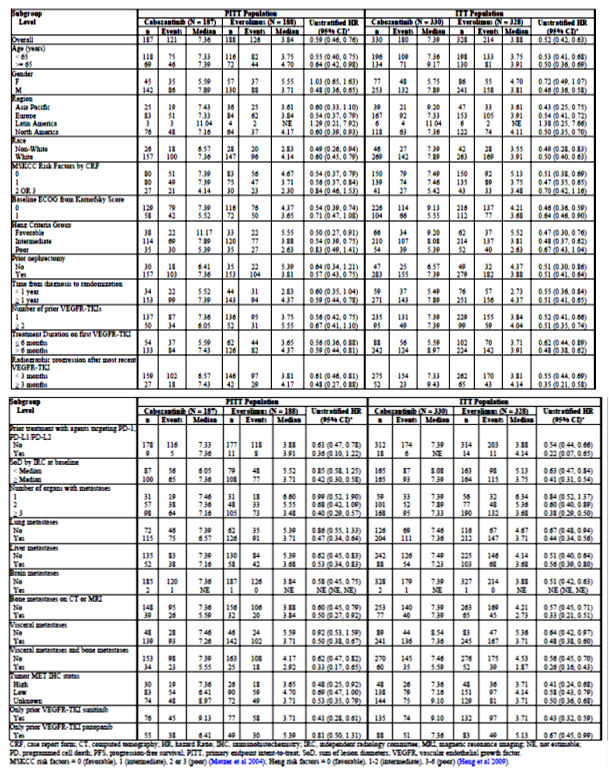 Subgroup Level PITT Population ITT Population
Cabozantinib (N = 187) Everolimus (N = 188) Unstratified HR (95% CI)ᵃ Cabozantinib (N = 330) Everolimus (N = 328) Unstratified HR (95% CI)ᵃ
n Events Median n Events Median n Events Median n Events Median
Overall 187 121 7.36 188 126 3.84 0.59 (0.46, 0.76) 330 180 7.39 328 214 3.88 0.52 (0.42, 0.63)
Age (years)
< 65 118 75 7.33 116 82 3.75 0.55 (0.40, 0.75) 196 109 7.36 198 133 3.75 0.53 (0.41, 0.68)
>= 65 69 46 7.39 72 44 4.70 0.64 (0.42, 0.98) 134 71 9.17 130 81 3.91 0.50 (0.36, 0.69)
Gender
F 45 35 5.59 57 37 5.55 1.03 (0.65, 1.63) 77 48 5.75 86 55 4.70 0.72 (0.49, 1.07)
M 142 86 7.89 130 88 3.71 0.48 (0.36, 0.65) 253 132 7.89 241 158 3.81 0.46 (0.36, 0.58)
Region
Asia Pacific 25 19 7.43 36 25 3.61 0.60 (0.33, 1.10) 39 21 9.20 47 33 3.61 0.43 (0.25, 0.75)
Europe 83 51 7.33 84 62 3.84 0.54 (0.37, 0.79) 167 92 7.33 153 105 3.91 0.54 (0.41, 0.72)
Latin America 3 3 11.04 4 2 NE 1.29 (0.21, 7.92) 6 4 11.04 6 2 NE
North America 76 48 7.16 64 37 4.17 0.60 (0.39, 0.93) 118 63 7.36 122 74 4.11 0.50 (0.35, 0.70)
Race
Non-White 26 18 6.57 28 20 2.83 0.49 (0.26, 0.94) 46 27 7.39 42 28 3.55 0.49 (0.28, 0.83)
White 157 100 7.36 147 96 4.14 0.60 (0.45, 0.79) 269 142 7.89 263 169 3.91 0.50 (0.40, 0.63)
MSKCC Risk Factors by CRF
0 80 51 7.39 83 56 4.67 0.54 (0.37, 0.79) 150 79 7.49 150 92 5.13 0.51 (0.38, 0.69)
1 80 49 7.39 75 47 3.71 0.56 (0.37, 0.84) 139 74 7.46 135 89 3.75 0.47 (0.35, 0.65)
2 OR 3 27 21 4.14 30 23 2.30 0.84 (0.46, 1.53) 41 27 5.42 43 33 3.48 0.70 (0.42, 1.16)
Baseline ECOG from Karnofsky Score
0 129 79 7.39 116 76 4.37 0.54 (0.39, 0.74) 226 114 9.13 216 137 4.21 0.46 (0.36, 0.59)
1 58 42 5.52 72 50 3.65 0.71 (0.47, 1.08) 104 66 5.55 112 77 3.68 0.64 (0.46, 0.90)
Heng Criteria Group
Favorable 38 22 11.17 33 22 5.55 0.50 (0.27, 0.91) 66 34 9.20 62 37 5.52 0.47 (0.30, 0.76)
Intermediate 114 69 7.89 120 77 3.88 0.54 (0.39, 0.75) 210 107 8.08 214 137 3.81 0.48 (0.37, 0.62)
Poor 35 30 5.39 35 27 2.63 0.83 (0.49, 1.41) 54 39 5.39 52 40 2.63 0.67 (0.43, 1.04)
Prior nephrectomy
No 30 18 6.41 35 22 5.39 0.64 (0.34, 1.21) 47 25 6.57 49 32 4.37 0.51 (0.30, 0.86)
Yes 157 103 7.36 153 104 3.81 0.57 (0.43, 0.75) 283 155 7.39 279 182 3.88 0.51 (0.41, 0.64)
Time from diagnosis to randomization
< 1 year 34 22 5.52 44 31 2.83 0.60 (0.35, 1.04) 59 37 5.49 76 57 2.73 0.55 (0.36, 0.84)
≥ 1 year 153 99 7.39 143 94 4.37 0.59 (0.44, 0.78) 271 143 7.89 251 156 4.37 0.51 (0.41, 0.65)
Number of prior VEGFR-TKIs
1 137 87 7.36 136 95 3.75 0.56 (0.42, 0.75) 235 131 7.39 229 155 3.84 0.52 (0.41, 0.66)
≥ 2 50 34 6.05 52 31 5.55 0.67 (0.41, 1.10) 95 49 7.39 99 59 4.04 0.51 (0.35, 0.74)
Treatment Duration on first VEGFR-TKI
≤ 6 months 54 37 5.59 62 44 3.65 0.56 (0.36, 0.88) 88 56 5.59 102 70 3.71 0.62 (0.44, 0.89)
> 6 months 133 84 7.43 126 82 4.37 0.59 (0.44, 0.81) 242 124 8.97 224 142 3.91 0.48 (0.38, 0.62)
Radiographic progression after most recent VEGFR-TKI
< 3 months 159 102 6.57 146 97 3.81 0.61 (0.46, 0.81) 275 154 7.33 262 170 3.81 0.55 (0.44, 0.69)
≥ 3 months 27 18 7.43 42 29 4.17 0.48 (0.27, 0.88) 52 23 9.43 65 43 4.14 0.35 (0.21, 0.58)
Subgroup Level PITT Population ITT Population
Cabozantinib (N = 187) Everolimus (N = 188) Unstratified HR (95% CI)ᵃ Cabozantinib (N = 330) Everolimus (N = 328) Unstratified HR (95% CI)ᵃ
n Events Median n Events Median n Events Median n Events Median
Prior treatment with agents targeting PD-1, PD-L1/PD-L2
No 178 116 7.33 177 118 3.88 0.61 (0.47, 0.78) 312 174 7.39 314 203 3.88 0.54 (0.44, 0.66)
Yes 9 5 7.36 11 8 3.91 0.36 (0.10, 1.22) 18 6 NE 14 11 4.14 0.22 (0.07, 0.65)
SoD by IRC at baseline
< Median 87 56 6.05 79 48 5.52 0.85 (0.58, 1.25) 165 87 8.08 163 98 5.13 0.63 (0.47, 0.84)
≥ Median 100 65 7.36 108 77 3.71 0.42 (0.30, 0.58) 165 93 7.39 164 115 3.75 0.41 (0.31, 0.54)
Number of organs with metastases
1 31 19 7.46 31 18 6.60 0.99 (0.52, 1.90) 59 33 7.39 56 32 6.34 0.84 (0.52, 1.37)
2 57 38 7.36 48 33 5.55 0.68 (0.42, 1.09) 101 52 7.89 77 48 5.36 0.60 (0.40, 0.89)
≥ 3 98 64 7.16 105 73 3.48 0.40 (0.29, 0.57) 168 95 7.33 190 132 3.68 0.38 (0.29, 0.50)
Lung metastases
No 72 46 7.39 62 35 5.39 0.86 (0.55, 1.33) 126 69 7.46 116 67 4.67 0.67 (0.48, 0.94)
Yes 115 75 6.57 126 91 3.71 0.47 (0.34, 0.64) 204 111 7.36 212 147 3.71 0.44 (0.34, 0.56)
Liver metastases
No 135 83 7.39 130 84 5.39 0.62 (0.45, 0.83) 242 126 7.49 225 146 4.14 0.51 (0.40, 0.64)
Yes 52 38 7.16 58 42 3.68 0.53 (0.34, 0.83) 88 54 7.23 103 68 3.68 0.56 (0.39, 0.80)
Brain metastases
No 185 120 7.36 187 126 3.84 0.58 (0.45, 0.75) 328 179 7.39 327 214 3.88 0.51 (0.42, 0.63)
Yes 2 1 NE 1 0 NE NE (NE, NE) 2 1 NE 1 0 NE NE (NE, NE)
Bone metastases on CT or MRI
No 148 95 7.36 156 106 3.88 0.60 (0.45, 0.79) 253 140 7.39 263 169 4.21 0.57 (0.45, 0.71)
Yes 39 26 5.59 32 20 3.84 0.50 (0.27, 0.92) 77 40 7.39 65 45 2.73 0.33 (0.21, 0.51)
Visceral metastases
No 48 28 7.46 46 24 5.59 0.92 (0.53, 1.59) 89 44 8.54 83 47 5.36 0.64 (0.42, 0.97)
Yes 139 93 7.26 142 102 3.71 0.50 (0.38, 0.67) 241 136 7.36 245 167 3.71 0.48 (0.38, 0.60)
Visceral metastases and bone metastases
No 153 98 7.39 163 108 4.17 0.62 (0.47, 0.82) 270 145 7.46 276 175 4.53 0.56 (0.45, 0.70)
Yes 34 23 5.55 25 18 2.92 0.33 (0.17, 0.65) 60 35 5.59 52 39 1.87 0.26 (0.16, 0.43)
Tumor MET IHC status
High 30 19 7.36 26 18 3.65 0.48 (0.25, 0.92) 48 26 7.36 48 36 3.71 0.41 (0.24, 0.68)
Low 83 54 6.41 90 59 4.70 0.69 (0.47, 1.00) 138 79 7.16 151 97 4.14 0.58 (0.43, 0.79)
Unknown 74 48 8.97 72 49 3.71 0.53 (0.35, 0.79) 144 75 9.10 129 81 3.71 0.50 (0.36, 0.68)
Only prior VEGFR-TKI sunitinib
Yes 76 45 9.13 77 58 3.71 0.41 (0.28, 0.61) 135 74 9.10 132 97 3.71 0.43 (0.32, 0.59)
Only prior VEGFR-TKI pazopanib
Yes 55 38 6.41 49 30 5.39 0.81 (0.50, 1.31) 88 51 7.36 83 49 5.13 0.67 (0.45, 0.99)
CRF, case report form; CT, computed tomography; HR, Hazard Ratio, IHC, immunohistochemistry; IRC, independent radiology committee; MRI, magnetic resonance imaging; NE, not estimable;
PD, programmed cell death; PFS, progression-free survival; PITT, primary endpoint intent-to-treat; SoD, sum of lesion diameters; VEGFR, vascular endothelial growth factor.
MSKCC risk factors = 0 (favorable), 1 (intermediate), 2 or 3 (poor) (Motzer et al 2004). Heng risk factors = 0 (favorable), 1-2 (intermediate), 3-6 (poor) (Heng et al 2009).